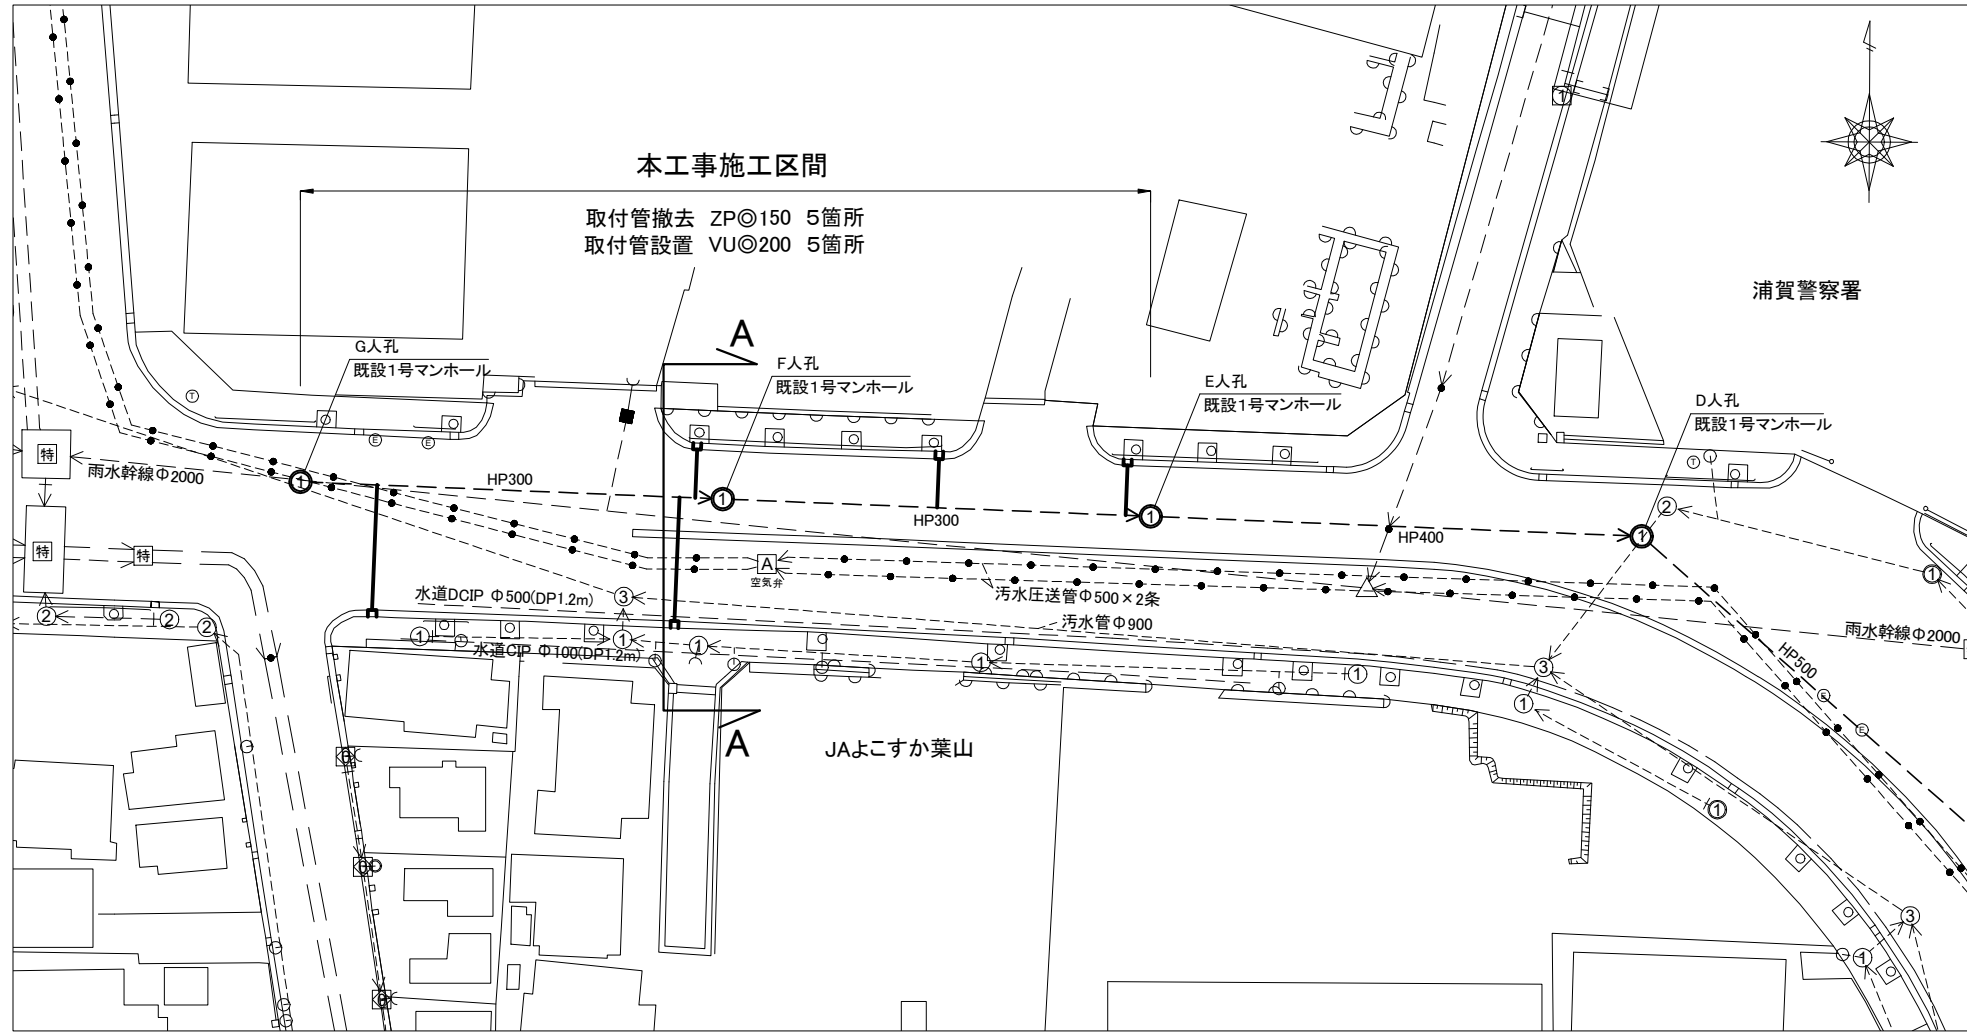 本工事施工区間
取付管撤去 ZP◎150 5箇所
取付管設置 VU◎200 5箇所
浦賀警察署
G人孔
既設1号マンホール
A
F人孔
既設1号マンホール
E人孔
既設1号マンホール
D人孔
既設1号マンホール
特
雨水幹線Φ2000
HP300
HP300
HP400
特
特
A
空気弁
水道DCIP Φ500(DP1.2m)
汚水圧送管Φ500×2条
汚水管Φ900
雨水幹線Φ2000
HP500
水道CIP Φ100(DP1.2m)
A
JAよこすか葉山